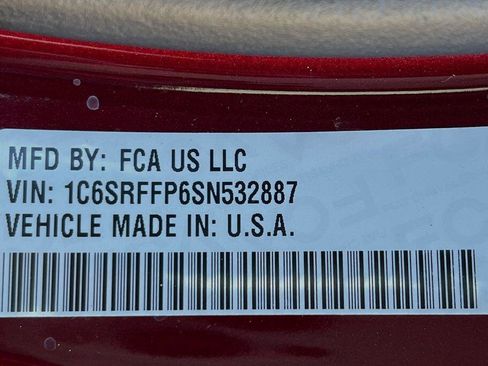 MFD BY: FCA US LLC
VIN: 1C6SRFFP6SN532887
VEHICLE MADE IN: U.S.A.